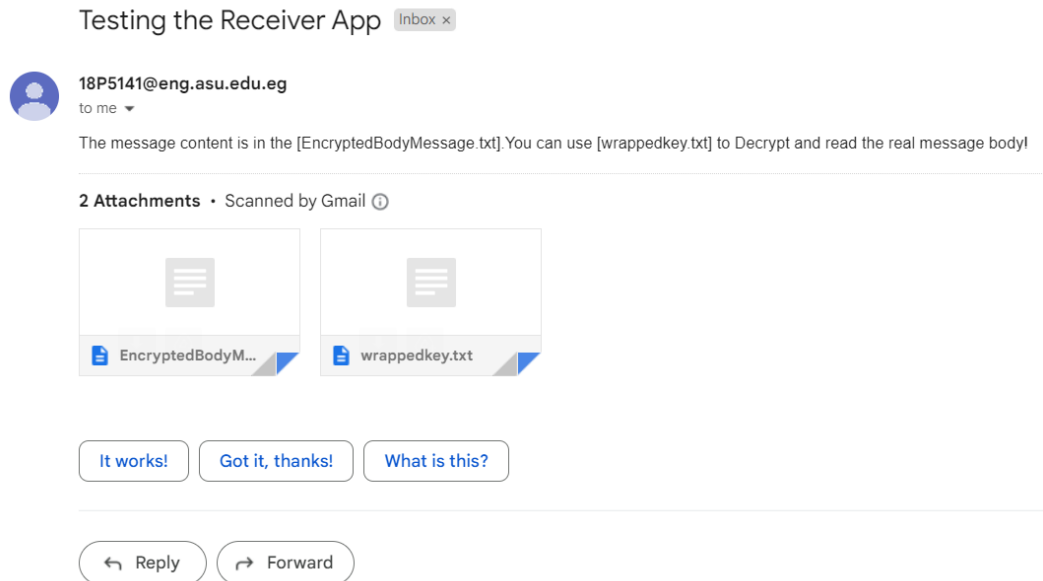 Testing the Receiver App Inbox ×
18P5141@eng.asu.edu.eg
to me
The message content is in the [EncryptedBodyMessage.txt].You can use [wrappedkey.txt] to Decrypt and read the real message body!
2 Attachments • Scanned by Gmail
EncryptedBodyM... wrappedkey.txt
It works! Got it, thanks! What is this?
Reply Forward